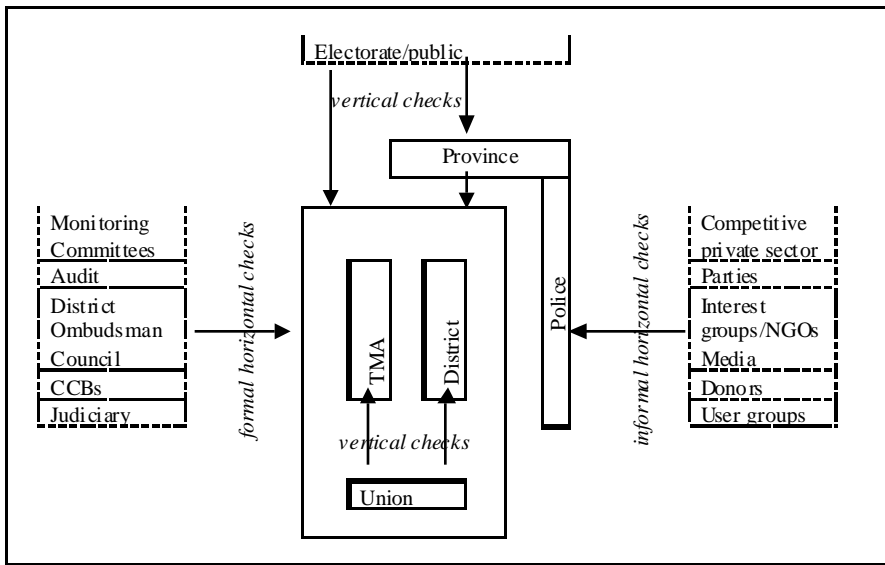 Electorate/public
vertical checks
Province
Monitoring
Committees
Audit
District
Ombudsman
Council
CCBs
Judiciary
formal horizontal checks
TMA
District
vertical checks
Union
Police
informal horizontal checks
Competitive
private sector
Parties
Interest
groups/NGOs
Media
Donors
User groups